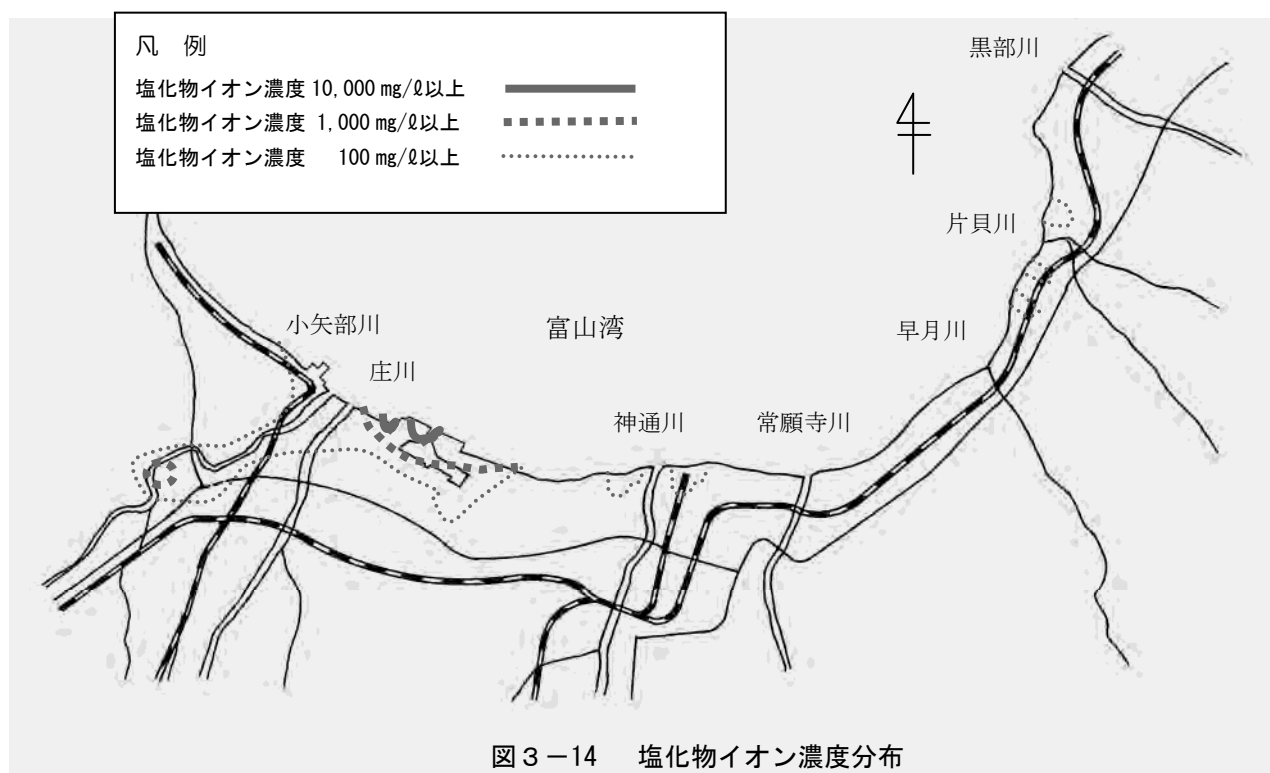 凡 例
塩化物イオン濃度 10,000 mg/ℓ以上
塩化物イオン濃度 1,000 mg/ℓ以上
塩化物イオン濃度 100 mg/ℓ以上
黒部川
片貝川
小矢部川
富山湾
早月川
庄川
神通川
常願寺川
図3-14 塩化物イオン濃度分布